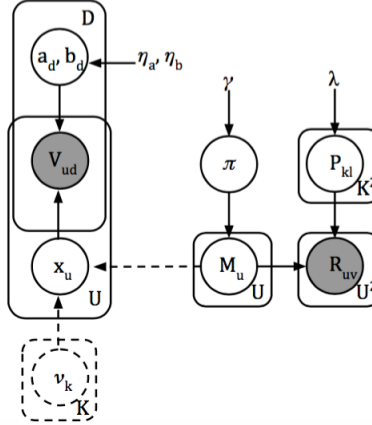 D
a_d, b_d
η_a, η_b
γ
λ
V_ud
π
P_kl
K²
x_u
U
M_u
U
R_uv
U²
ν_k
K